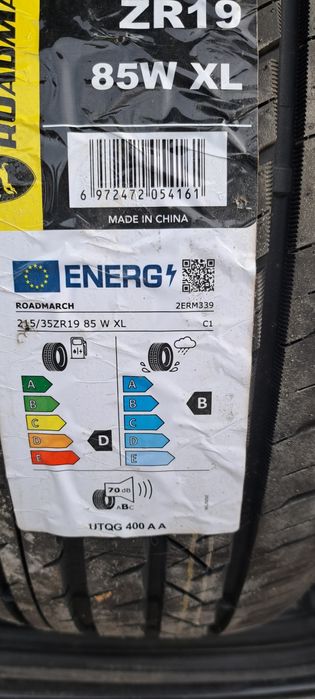 ROADMA
ZR19
85W XL
6 972472 054161
MADE IN CHINA
ENERG
ROADMARCH 2ERM339
215/35ZR19 85 W XL C1
A A
B B B
C C
D D D
E E
70 dB
ABC
UTQG 400 A A